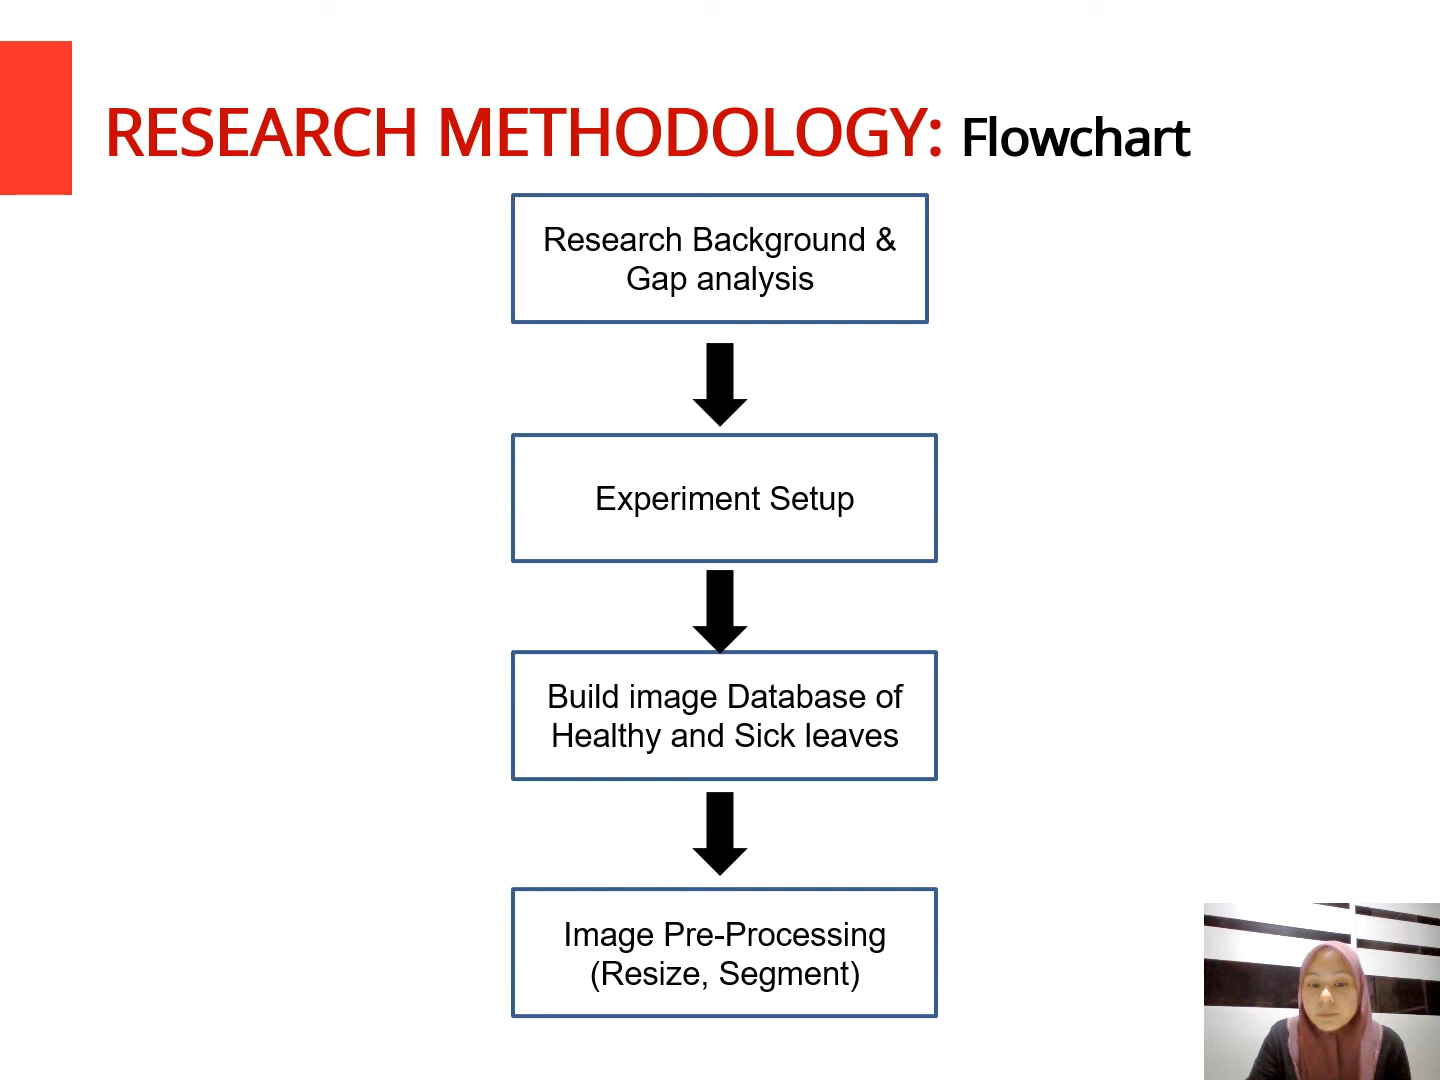 RESEARCH METHODOLOGY: Flowchart
Research Background &
Gap analysis
Experiment Setup
Build image Database of
Healthy and Sick leaves
Image Pre-Processing
(Resize, Segment)